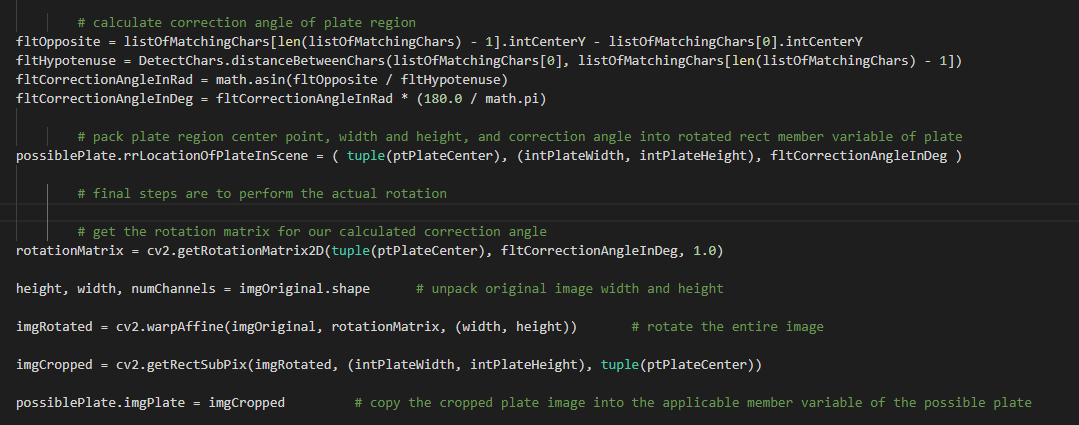 # calculate correction angle of plate region
fltOpposite = listOfMatchingChars[len(listOfMatchingChars) - 1].intCenterY - listOfMatchingChars[0].intCenterY
fltHypotenuse = DetectChars.distanceBetweenChars(listOfMatchingChars[0], listOfMatchingChars[len(listOfMatchingChars) - 1])
fltCorrectionAngleInRad = math.asin(fltOpposite / fltHypotenuse)
fltCorrectionAngleInDeg = fltCorrectionAngleInRad * (180.0 / math.pi)
# pack plate region center point, width and height, and correction angle into rotated rect member variable of plate
possiblePlate.rrLocationOfPlateInScene = ( tuple(ptPlateCenter), (intPlateWidth, intPlateHeight), fltCorrectionAngleInDeg )
# final steps are to perform the actual rotation
# get the rotation matrix for our calculated correction angle
rotationMatrix = cv2.getRotationMatrix2D(tuple(ptPlateCenter), fltCorrectionAngleInDeg, 1.0)
height, width, numChannels = imgOriginal.shape # unpack original image width and height
imgRotated = cv2.warpAffine(imgOriginal, rotationMatrix, (width, height)) # rotate the entire image
imgCropped = cv2.getRectSubPix(imgRotated, (intPlateWidth, intPlateHeight), tuple(ptPlateCenter))
possiblePlate.imgPlate = imgCropped # copy the cropped plate image into the applicable member variable of the possible plate